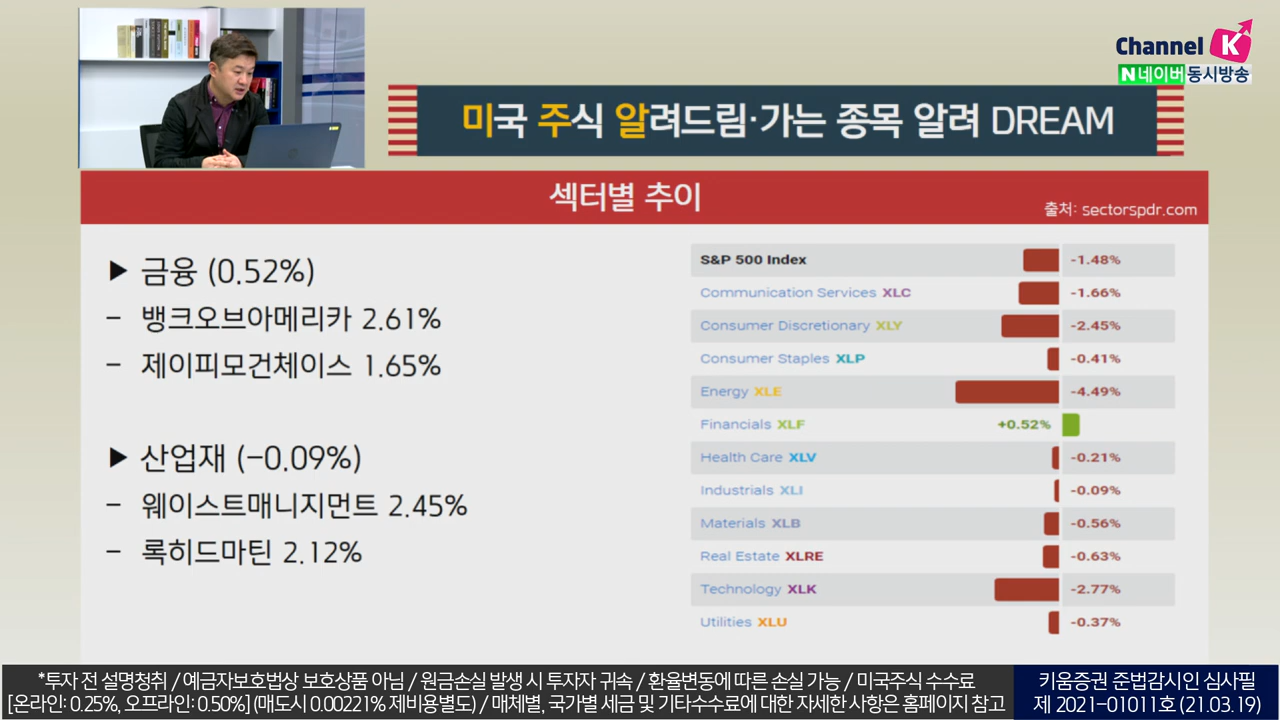 Channel K
N 네이버 동시방송
미국 주식 알려드림·가는 종목 알려 DREAM
섹터별 추이
출처: sectorspdr.com
▶ 금융 (0.52%)
- 뱅크오브아메리카 2.61%
- 제이피모건체이스 1.65%
▶ 산업재 (-0.09%)
- 웨이스트매니지먼트 2.45%
- 록히드마틴 2.12%
S&P 500 Index -1.48%
Communication Services XLC -1.66%
Consumer Discretionary XLY -2.45%
Consumer Staples XLP -0.41%
Energy XLE -4.49%
Financials XLF +0.52%
Health Care XLV -0.21%
Industrials XLI -0.09%
Materials XLB -0.56%
Real Estate XLRE -0.63%
Technology XLK -2.77%
Utilities XLU -0.37%
*투자 전 설명청취 / 예금자보호법상 보호상품 아님 / 원금손실 발생 시 투자자 귀속 / 환율변동에 따른 손실 가능 / 미국주식 수수료
[온라인: 0.25%, 오프라인: 0.50%] (매도시 0.00221% 제비용별도) / 매체별, 국가별 세금 및 기타수수료에 대한 자세한 사항은 홈페이지 참고
키움증권 준법감시인 심사필
제 2021-01011호 (21.03.19)